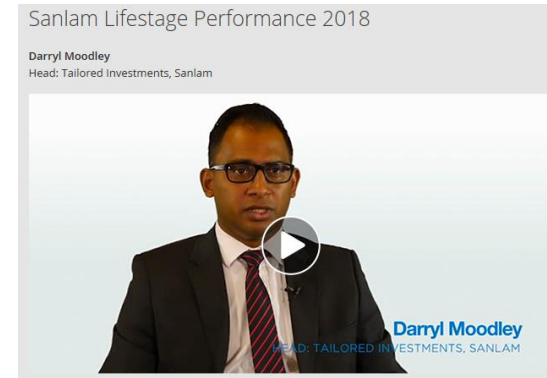 Sanlam Lifestage Performance 2018
Darryl Moodley
Head: Tailored Investments, Sanlam
Darryl Moodley
HEAD: TAILORED INVESTMENTS, SANLAM